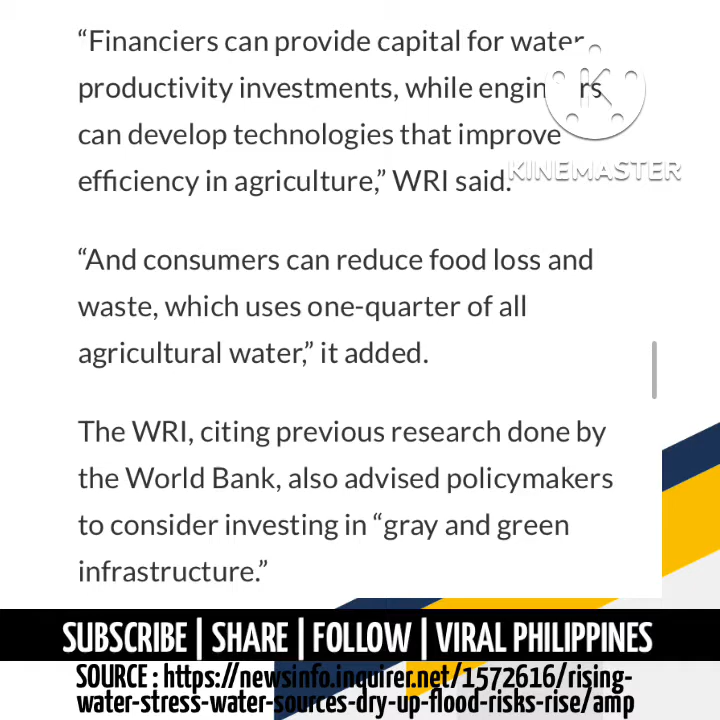 “Financiers can provide capital for water
productivity investments, while engineers
can develop technologies that improve
efficiency in agriculture,” WRI said.
KINEMASTER
“And consumers can reduce food loss and
waste, which uses one-quarter of all
agricultural water,” it added.
The WRI, citing previous research done by
the World Bank, also advised policymakers
to consider investing in “gray and green
infrastructure.”
SUBSCRIBE | SHARE | FOLLOW | VIRAL PHILIPPINES
SOURCE : https://newsinfo.inquirer.net/1572616/rising-
water-stress-water-sources-dry-up-flood-risks-rise/amp